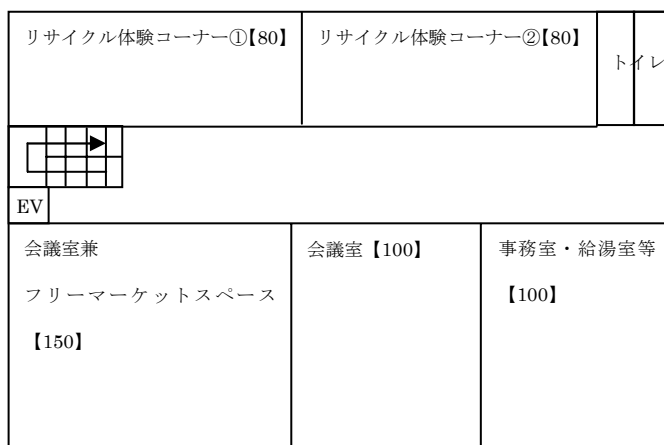 リサイクル体験コーナー①【80】
リサイクル体験コーナー②【80】
トイレ
EV
会議室兼
フリーマーケットスペース
【150】
会議室【100】
事務室・給湯室等
【100】